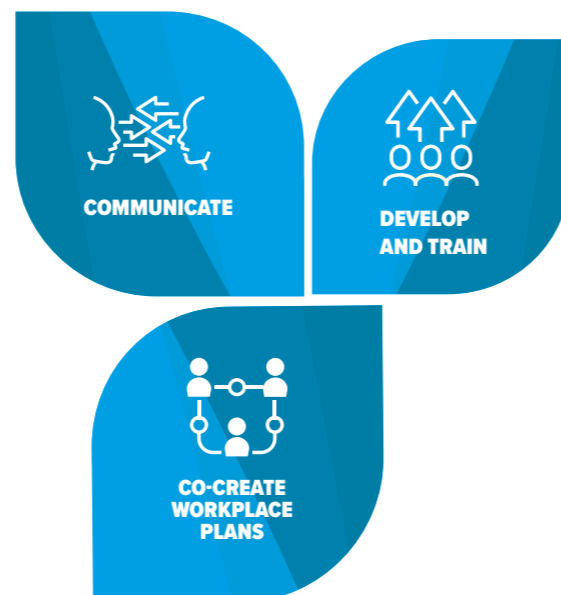 COMMUNICATE
DEVELOP
AND TRAIN
CO-CREATE
WORKPLACE
PLANS